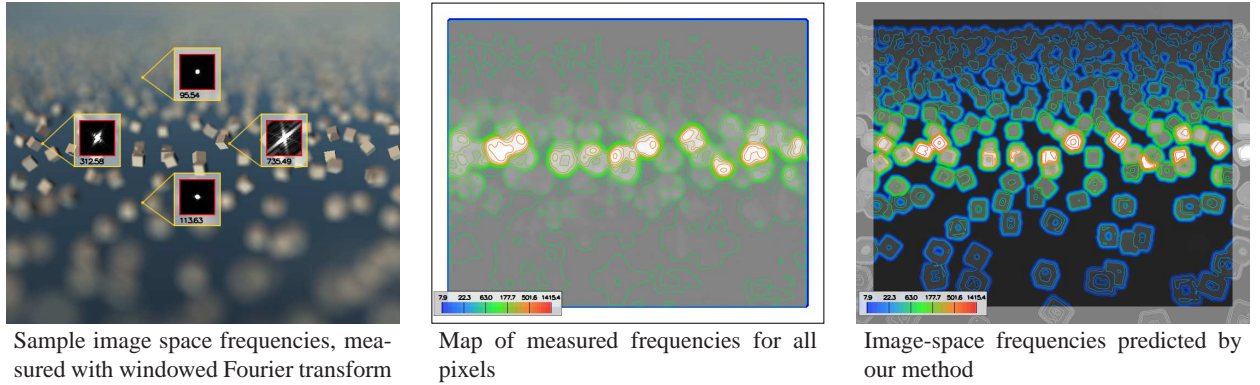 95.54
312.58
735.49
113.63
7.9 22.3 63.0 177.7 501.6 1415.4
7.9 22.3 63.0 177.7 501.6 1415.4
Sample image space frequencies, mea-
sured with windowed Fourier transform
Map of measured frequencies for all
pixels
Image-space frequencies predicted by
our method